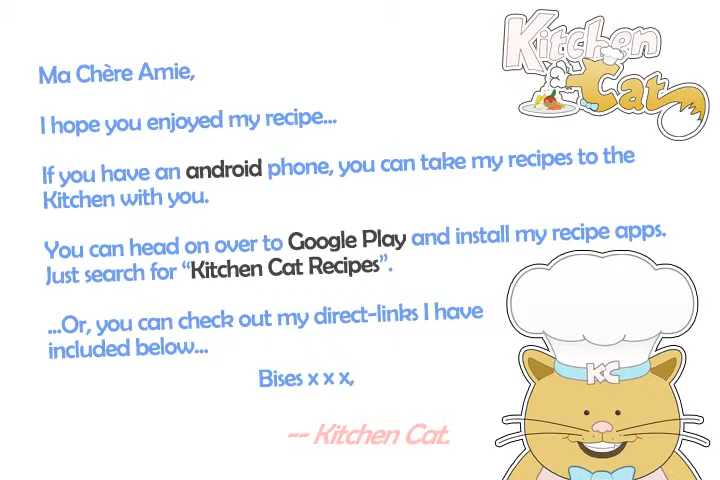 Kitchen
Cat
Ma Chère Amie,
I hope you enjoyed my recipe...
If you have an android phone, you can take my recipes to the
Kitchen with you.
You can head on over to Google Play and install my recipe apps.
Just search for “Kitchen Cat Recipes”.
...Or, you can check out my direct-links I have
included below...
Bises x x x,
-- Kitchen Cat.
KC